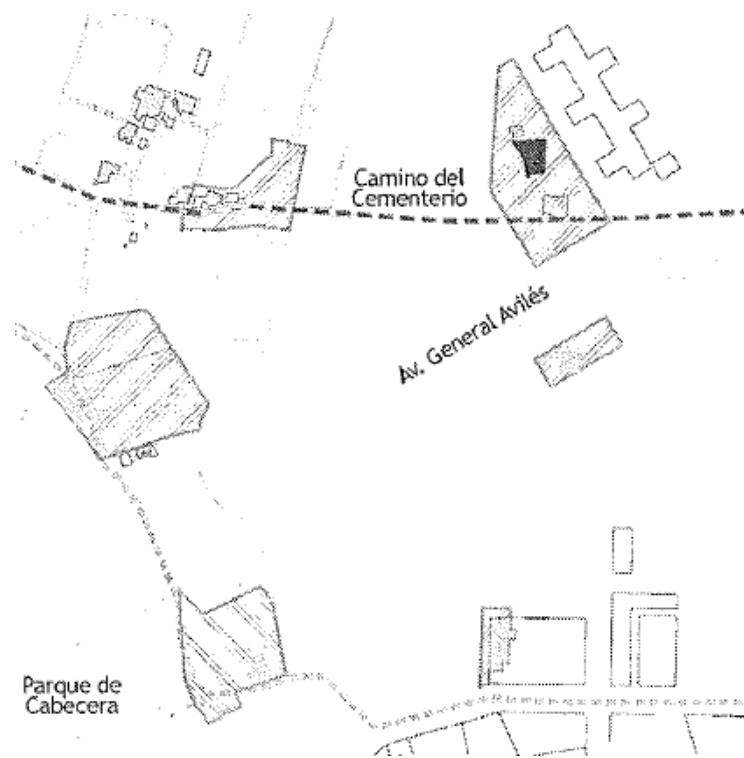 Camino del
Cementerio
Av. General Avilés
Parque de
Cabecera